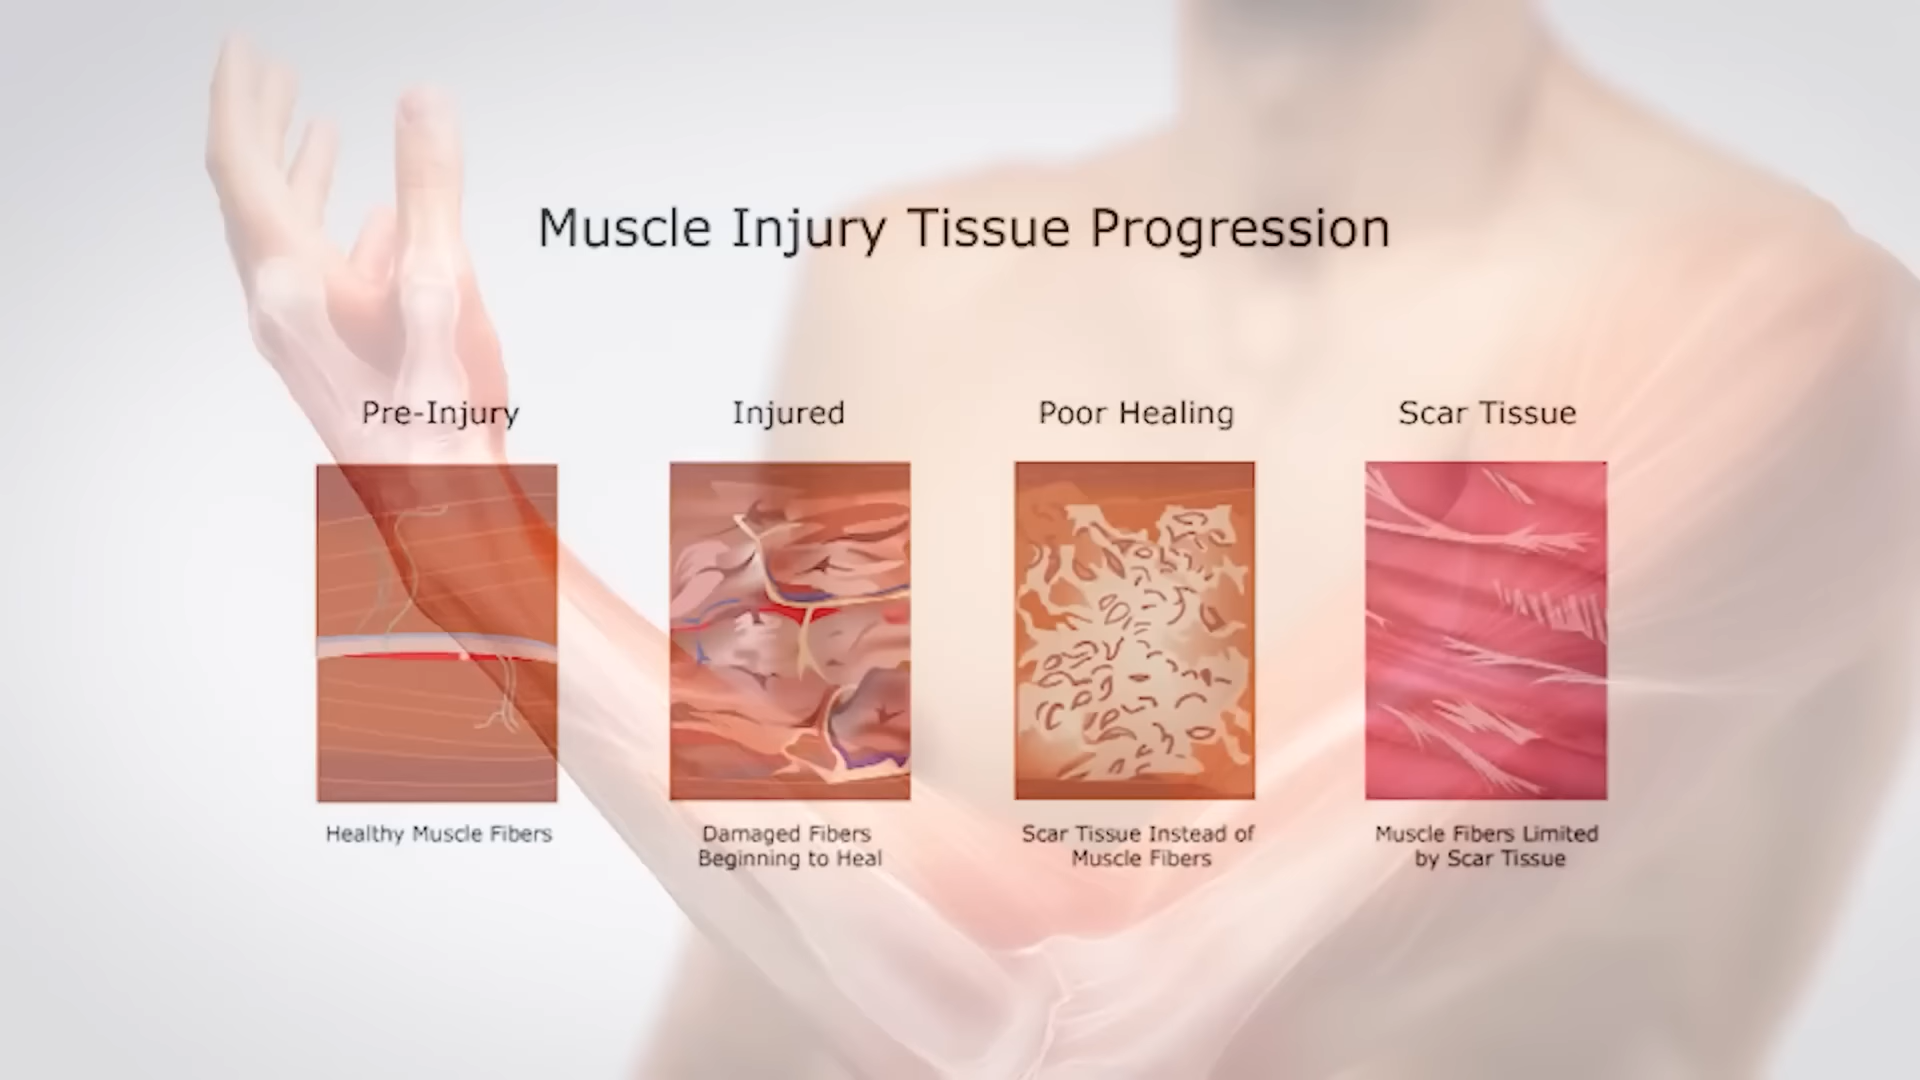 Muscle Injury Tissue Progression
Pre-Injury
Injured
Poor Healing
Scar Tissue
Healthy Muscle Fibers
Damaged Fibers
Beginning to Heal
Scar Tissue Instead of
Muscle Fibers
Muscle Fibers Limited
by Scar Tissue